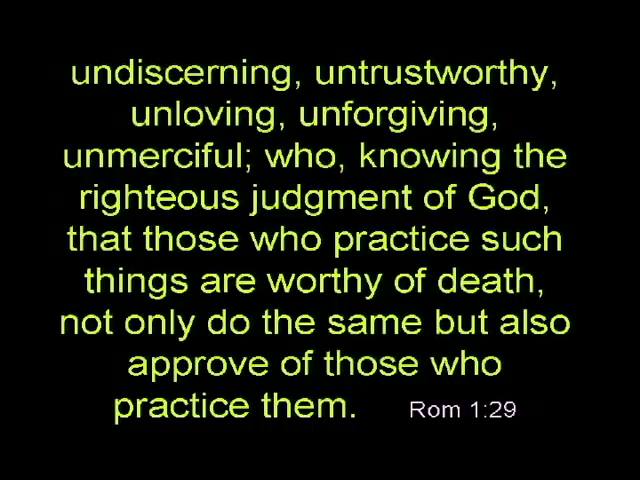 undiscerning, untrustworthy,
unloving, unforgiving,
unmerciful; who, knowing the
righteous judgment of God,
that those who practice such
things are worthy of death,
not only do the same but also
approve of those who
practice them. Rom 1:29